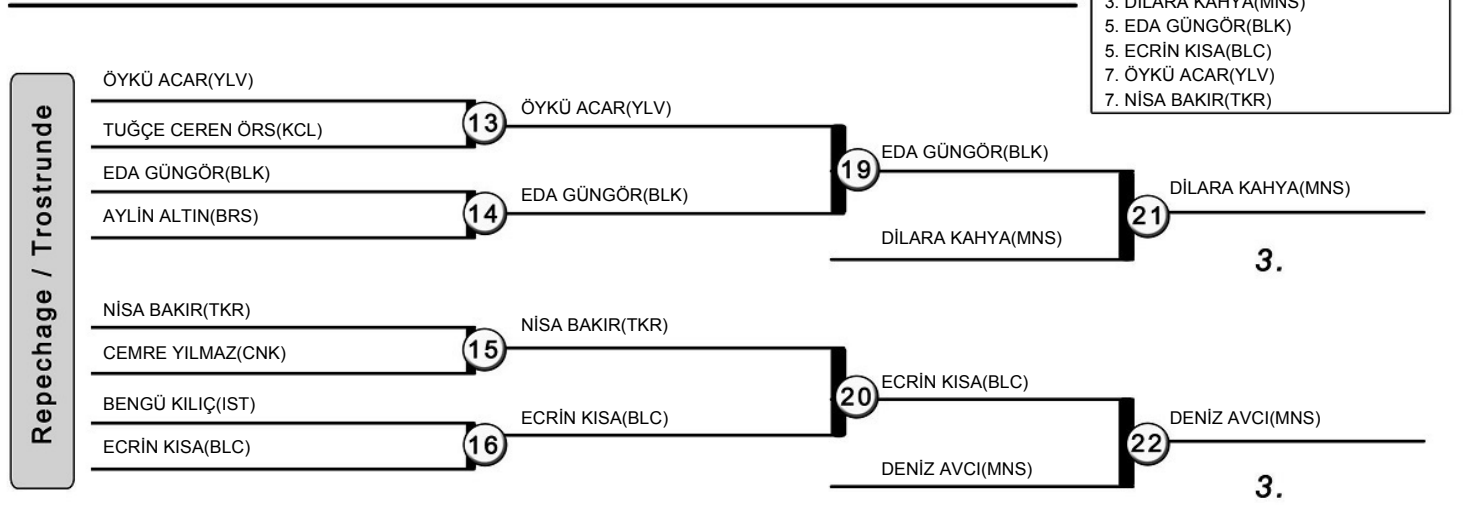 3. DİLARA KAHYA(MNS)
5. EDA GÜNGÖR(BLK)
5. ECRİN KISA(BLC)
7. ÖYKÜ ACAR(YLV)
7. NİSA BAKIR(TKR)
Repechage / Trostrunde
ÖYKÜ ACAR(YLV)
TUĞÇE CEREN ÖRS(KCL)
13
ÖYKÜ ACAR(YLV)
EDA GÜNGÖR(BLK)
AYLİN ALTIN(BRS)
14
EDA GÜNGÖR(BLK)
19
EDA GÜNGÖR(BLK)
DİLARA KAHYA(MNS)
21
DİLARA KAHYA(MNS)
3.
NİSA BAKIR(TKR)
CEMRE YILMAZ(CNK)
15
NİSA BAKIR(TKR)
BENGÜ KILIÇ(IST)
ECRİN KISA(BLC)
16
ECRİN KISA(BLC)
20
ECRİN KISA(BLC)
DENİZ AVCI(MNS)
22
DENİZ AVCI(MNS)
3.